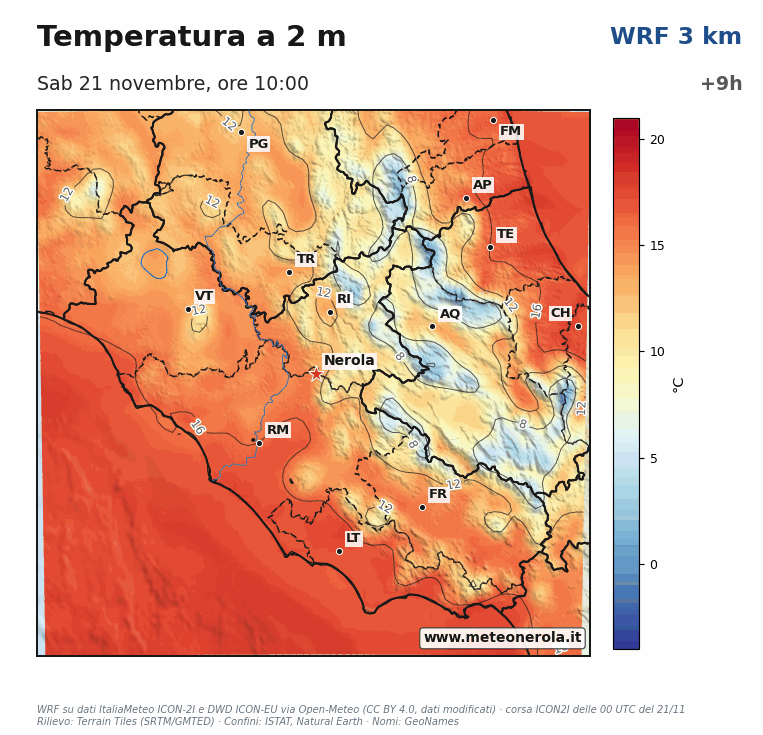 Temperatura a 2 m
WRF 3 km
Sab 21 novembre, ore 10:00
+9h
FM
12
PG
8
AP
12
12
TE
TR
VT
12
12
RI
AQ
12
16
CH
20
15
10
5
0
°C
8
Nerola
12
16
RM
8
8
12
FR
12
LT
www.meteonerola.it
WRF su dati ItaliaMeteo ICON-2I e DWD ICON-EU via Open-Meteo (CC BY 4.0, dati modificati) · corsa ICON2I delle 00 UTC del 21/11
Rilievo: Terrain Tiles (SRTM/GMTED) · Confini: ISTAT, Natural Earth · Nomi: GeoNames